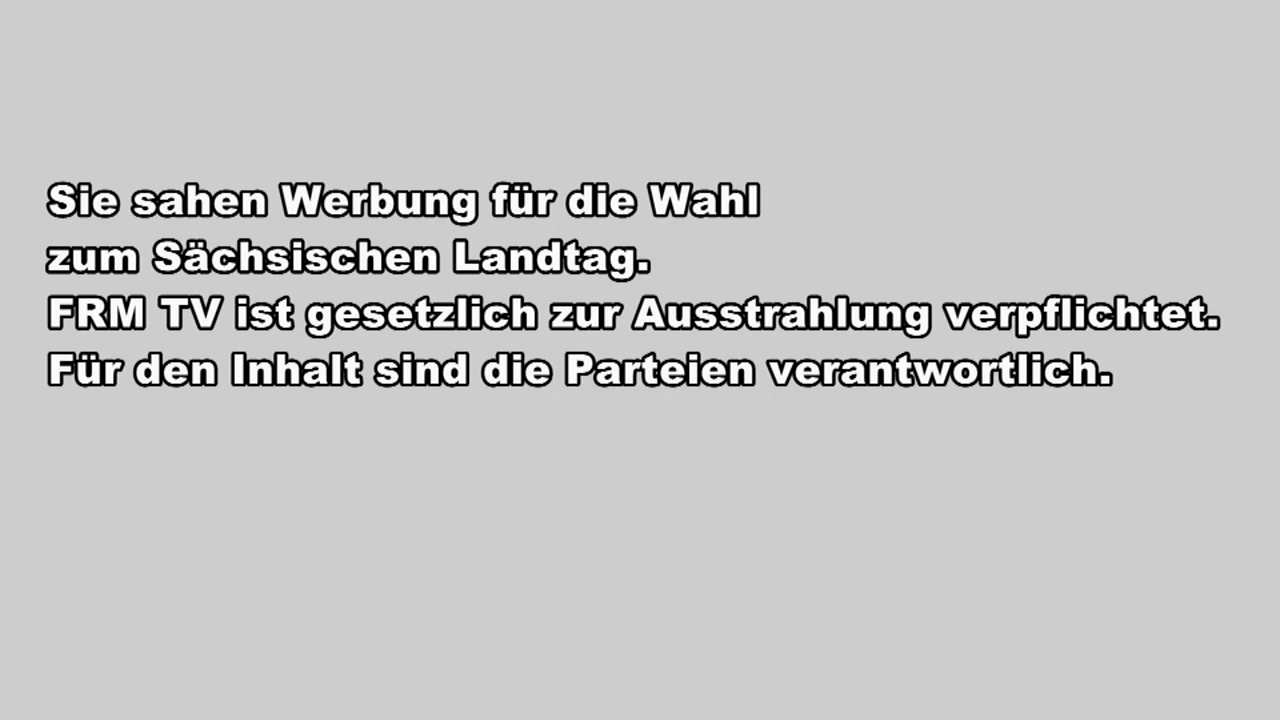 Sie sahen Werbung für die Wahl
zum Sächsischen Landtag.
FRM TV ist gesetzlich zur Ausstrahlung verpflichtet.
Für den Inhalt sind die Parteien verantwortlich.